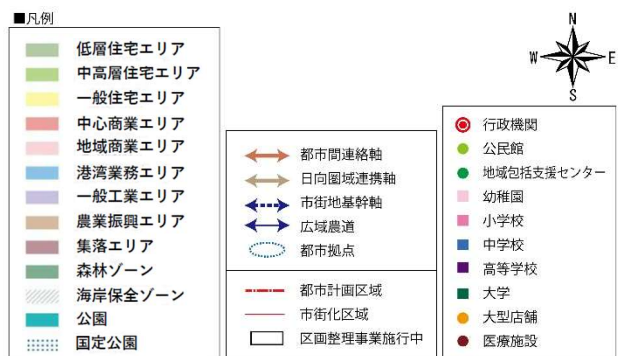 ■凡例
低層住宅エリア
中高層住宅エリア
一般住宅エリア
中心商業エリア
地域商業エリア
港湾業務エリア
一般工業エリア
農業振興エリア
集落エリア
森林ゾーン
海岸保全ゾーン
公園
国定公園
都市間連絡軸
日向圏域連携軸
市街地基幹軸
広域農道
都市拠点
都市計画区域
市街化区域
区画整理事業施行中
N
W
E
S
行政機関
公民館
地域包括支援センター
幼稚園
小学校
中学校
高等学校
大学
大型店舗
医療施設